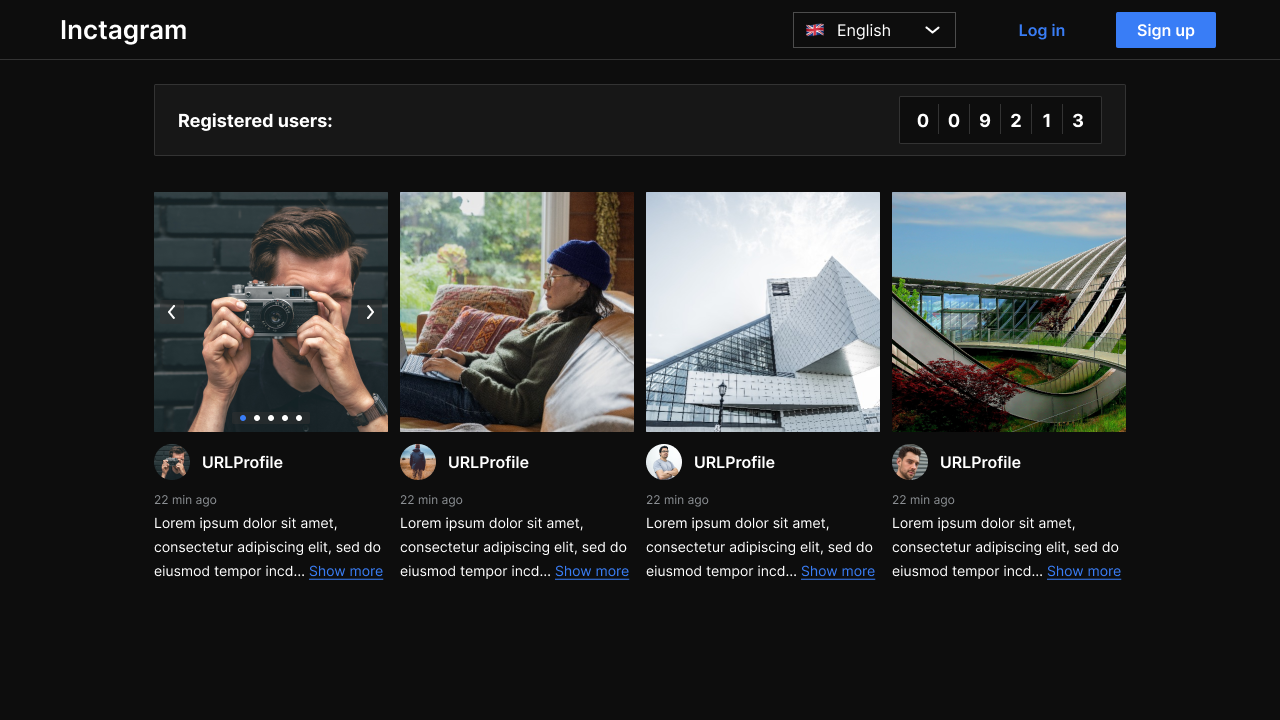 Inctagram
English
Log in
Sign up
Registered users:
0 0 9 2 1 3
URLProfile
22 min ago
Lorem ipsum dolor sit amet,
consectetur adipiscing elit, sed do
eiusmod tempor incd... Show more
URLProfile
22 min ago
Lorem ipsum dolor sit amet,
consectetur adipiscing elit, sed do
eiusmod tempor incd... Show more
URLProfile
22 min ago
Lorem ipsum dolor sit amet,
consectetur adipiscing elit, sed do
eiusmod tempor incd... Show more
URLProfile
22 min ago
Lorem ipsum dolor sit amet,
consectetur adipiscing elit, sed do
eiusmod tempor incd... Show more